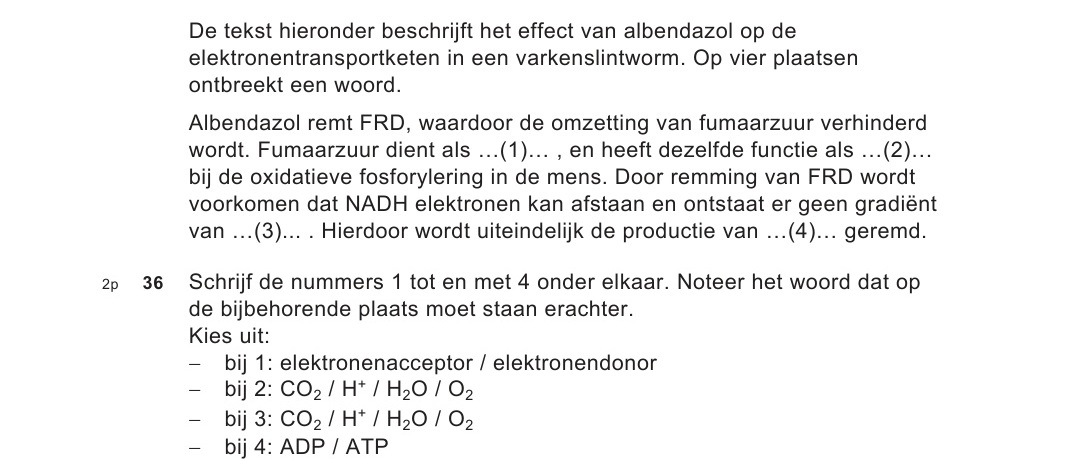 De tekst hieronder beschrijft het effect van albendazol op de
elektronentransportketen in een varkenslintworm. Op vier plaatsen
ontbreekt een woord.
Albendazol remt FRD, waardoor de omzetting van fumaarzuur verhinderd
wordt. Fumaarzuur dient als …(1)… , en heeft dezelfde functie als …(2)…
bij de oxidatieve fosforylering in de mens. Door remming van FRD wordt
voorkomen dat NADH elektronen kan afstaan en ontstaat er geen gradiënt
van …(3)… . Hierdoor wordt uiteindelijk de productie van …(4)… geremd.
2p 36 Schrijf de nummers 1 tot en met 4 onder elkaar. Noteer het woord dat op
de bijbehorende plaats moet staan erachter.
Kies uit:
– bij 1: elektronenacceptor / elektronendonor
– bij 2: CO₂ / H⁺ / H₂O / O₂
– bij 3: CO₂ / H⁺ / H₂O / O₂
– bij 4: ADP / ATP